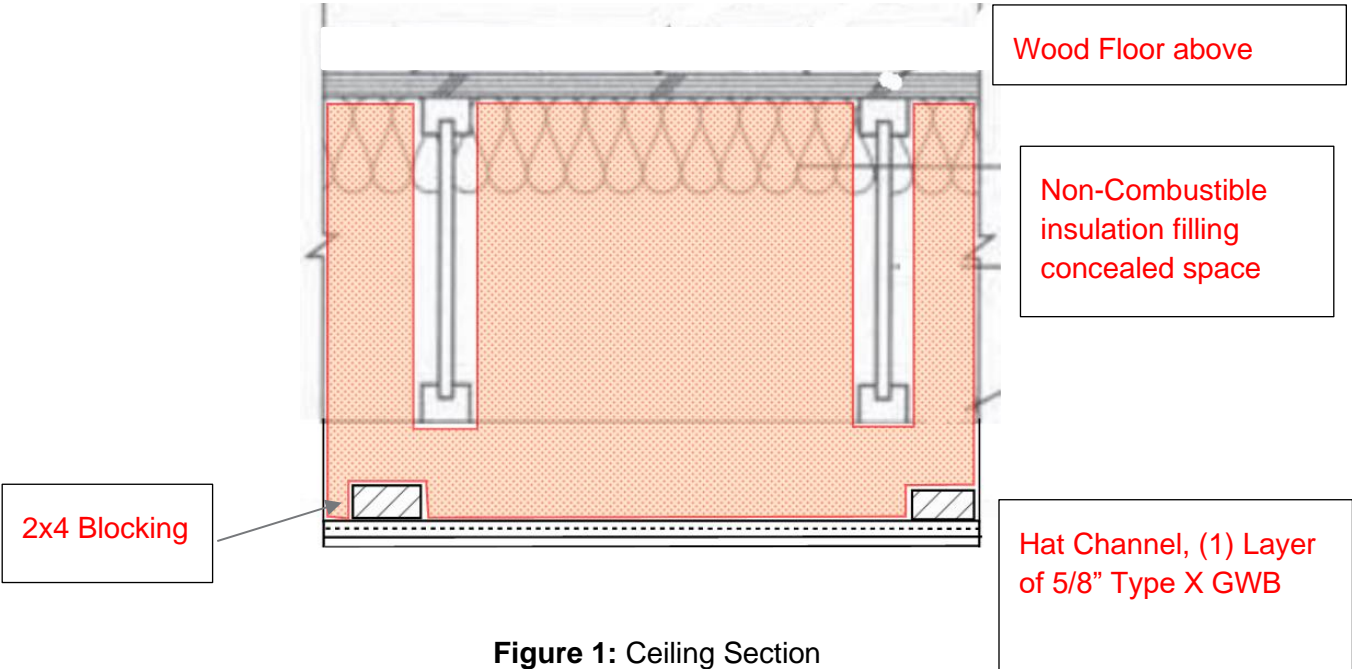 Wood Floor above
Non-Combustible
insulation filling
concealed space
2x4 Blocking
Hat Channel, (1) Layer
of 5/8” Type X GWB
Figure 1: Ceiling Section